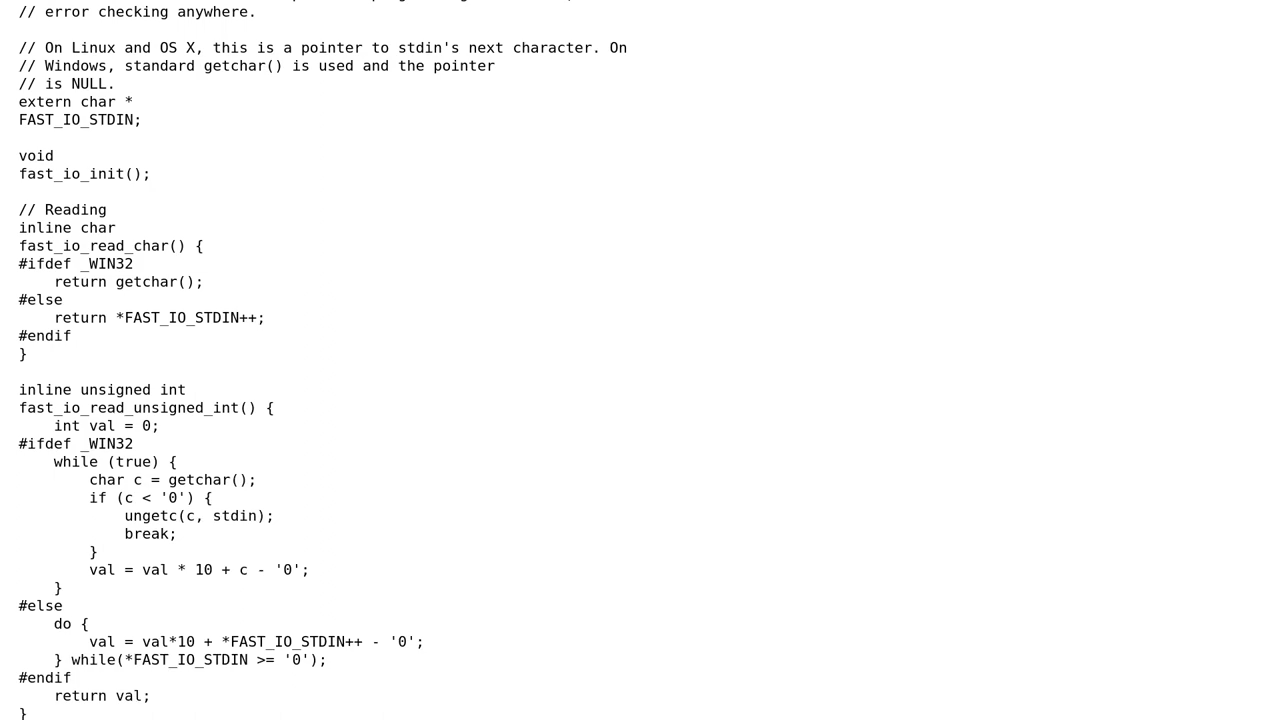 // error checking anywhere.

// On Linux and OS X, this is a pointer to stdin's next character. On
// Windows, standard getchar() is used and the pointer
// is NULL.
extern char *
FAST_IO_STDIN;

void
fast_io_init();

// Reading
inline char
fast_io_read_char() {
#ifdef _WIN32
    return getchar();
#else
    return *FAST_IO_STDIN++;
#endif
}

inline unsigned int
fast_io_read_unsigned_int() {
    int val = 0;
#ifdef _WIN32
    while (true) {
        char c = getchar();
        if (c < '0') {
            ungetc(c, stdin);
            break;
        }
        val = val * 10 + c - '0';
    }
#else
    do {
        val = val*10 + *FAST_IO_STDIN++ - '0';
    } while(*FAST_IO_STDIN >= '0');
#endif
    return val;
}